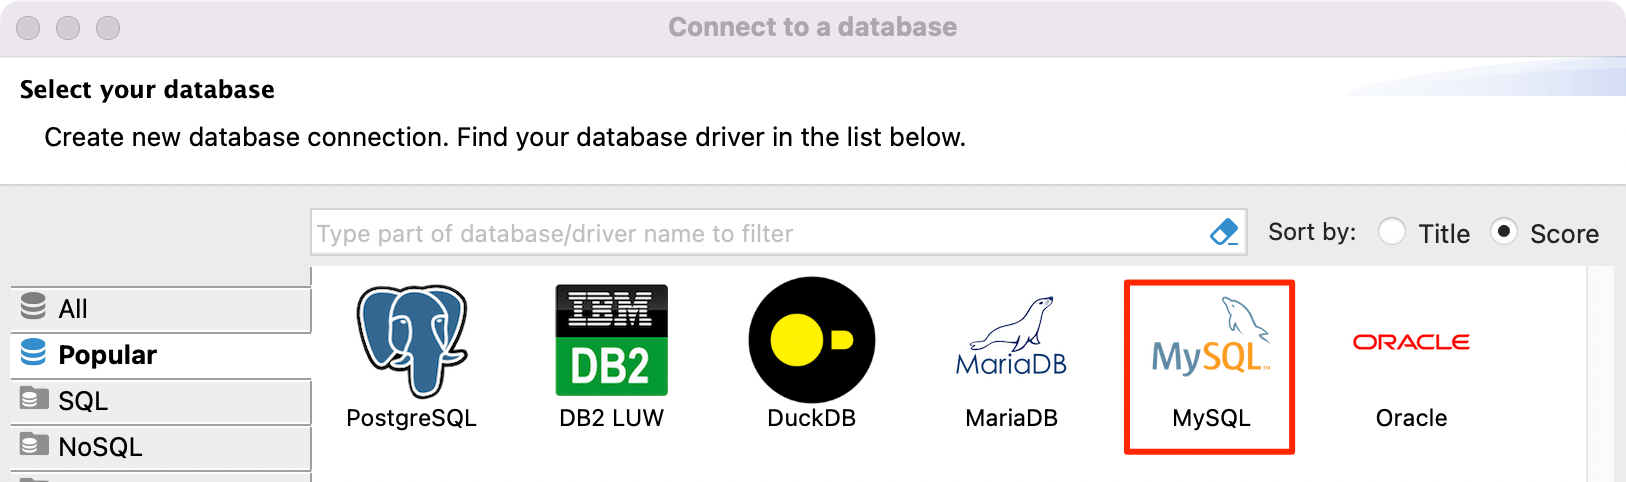 Connect to a database
Select your database
Create new database connection. Find your database driver in the list below.
Type part of database/driver name to filter
Sort by: Title Score
All
Popular
SQL
NoSQL
IBM
DB2
MariaDB
MySQL™
ORACLE
PostgreSQL
DB2 LUW
DuckDB
MariaDB
MySQL
Oracle